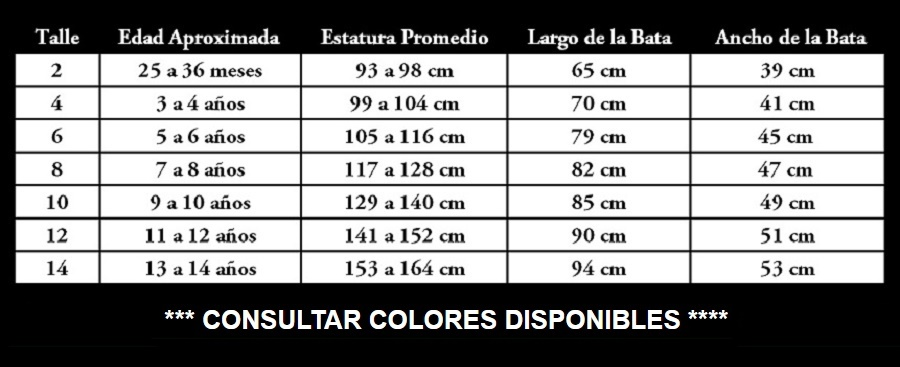 Talle Edad Aproximada Estatura Promedio Largo de la Bata Ancho de la Bata
2 25 a 36 meses 93 a 98 cm 65 cm 39 cm
4 3 a 4 años 99 a 104 cm 70 cm 41 cm
6 5 a 6 años 105 a 116 cm 79 cm 45 cm
8 7 a 8 años 117 a 128 cm 82 cm 47 cm
10 9 a 10 años 129 a 140 cm 85 cm 49 cm
12 11 a 12 años 141 a 152 cm 90 cm 51 cm
14 13 a 14 años 153 a 164 cm 94 cm 53 cm
*** CONSULTAR COLORES DISPONIBLES ****